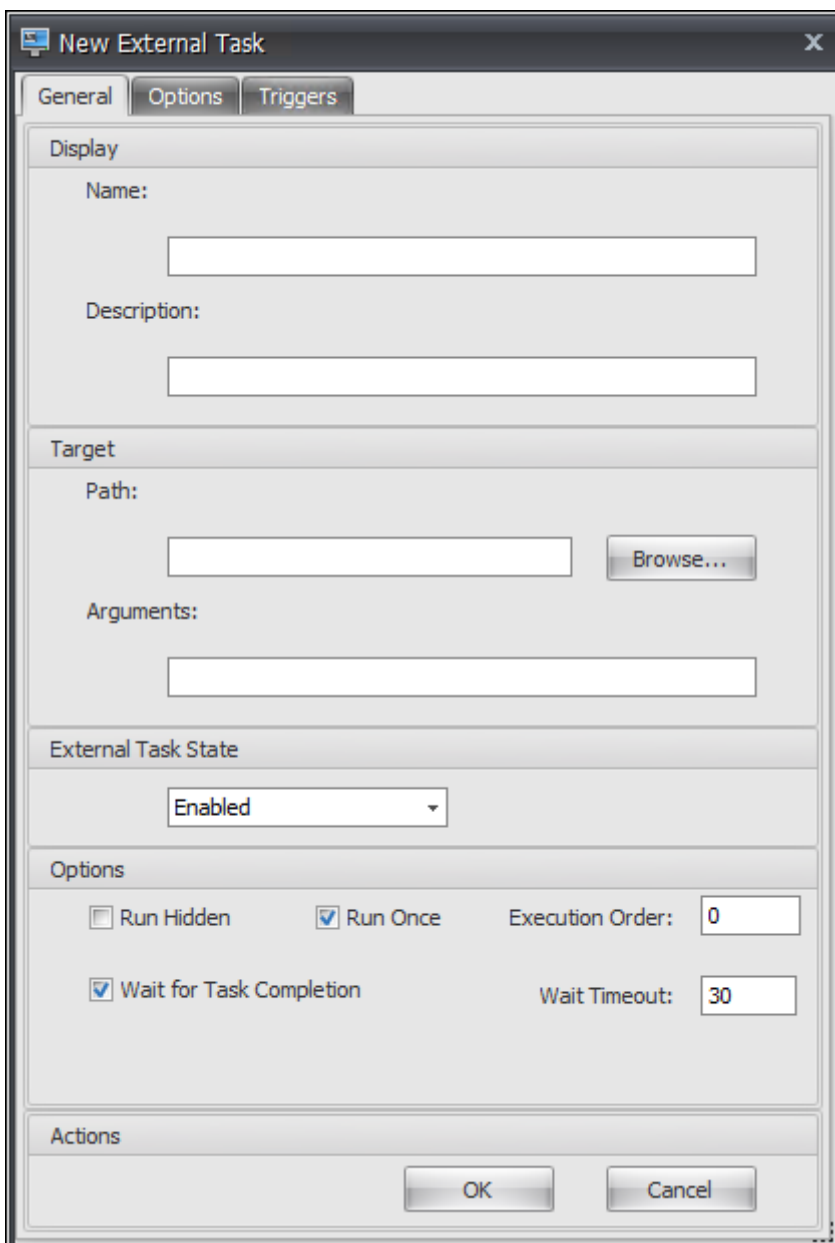 New External Task x
General Options Triggers
Display
Name:
Description:
Target
Path:
Browse...
Arguments:
External Task State
Enabled
Options
Run Hidden Run Once Execution Order: 0
Wait for Task Completion Wait Timeout: 30
Actions
OK Cancel